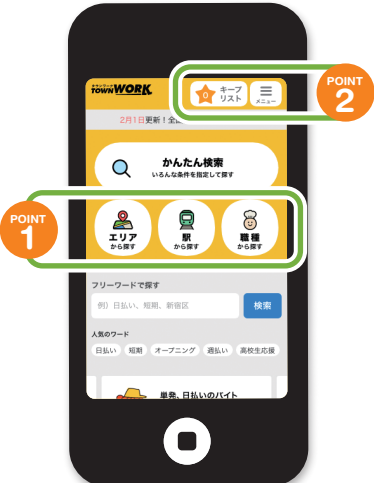 タウンワーク
TOWNWORK
0
キープ
リスト
メニュー
POINT
2
2月1日更新！全
かんたん検索
いろんな条件を指定して探す
POINT
1
エリア
から探す
駅
から探す
職種
から探す
フリーワードで探す
例）日払い、短期、新宿区
検索
人気のワード
日払い 短期 オープニング 週払い 高校生応援
単発、日払いのバイト